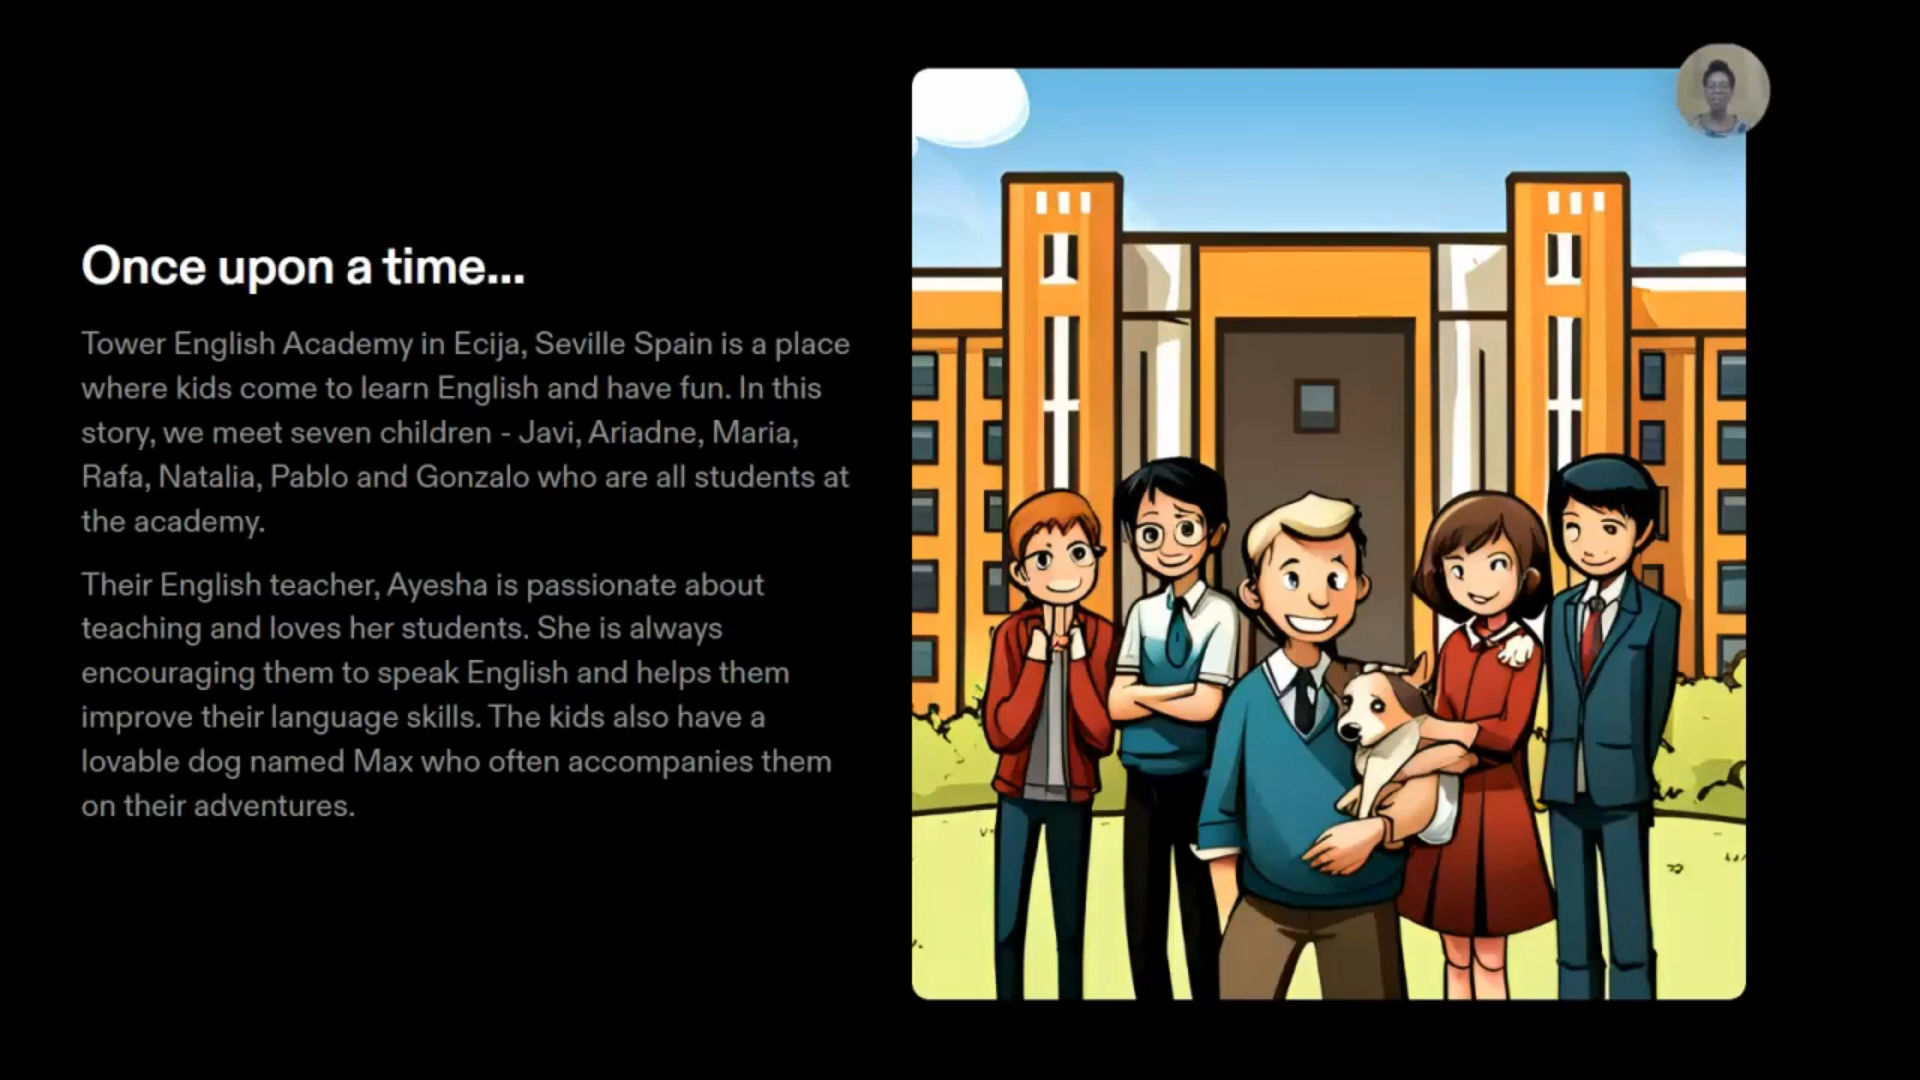 Once upon a time...
Tower English Academy in Ecija, Seville Spain is a place
where kids come to learn English and have fun. In this
story, we meet seven children - Javi, Ariadne, Maria,
Rafa, Natalia, Pablo and Gonzalo who are all students at
the academy.
Their English teacher, Ayesha is passionate about
teaching and loves her students. She is always
encouraging them to speak English and helps them
improve their language skills. The kids also have a
lovable dog named Max who often accompanies them
on their adventures.